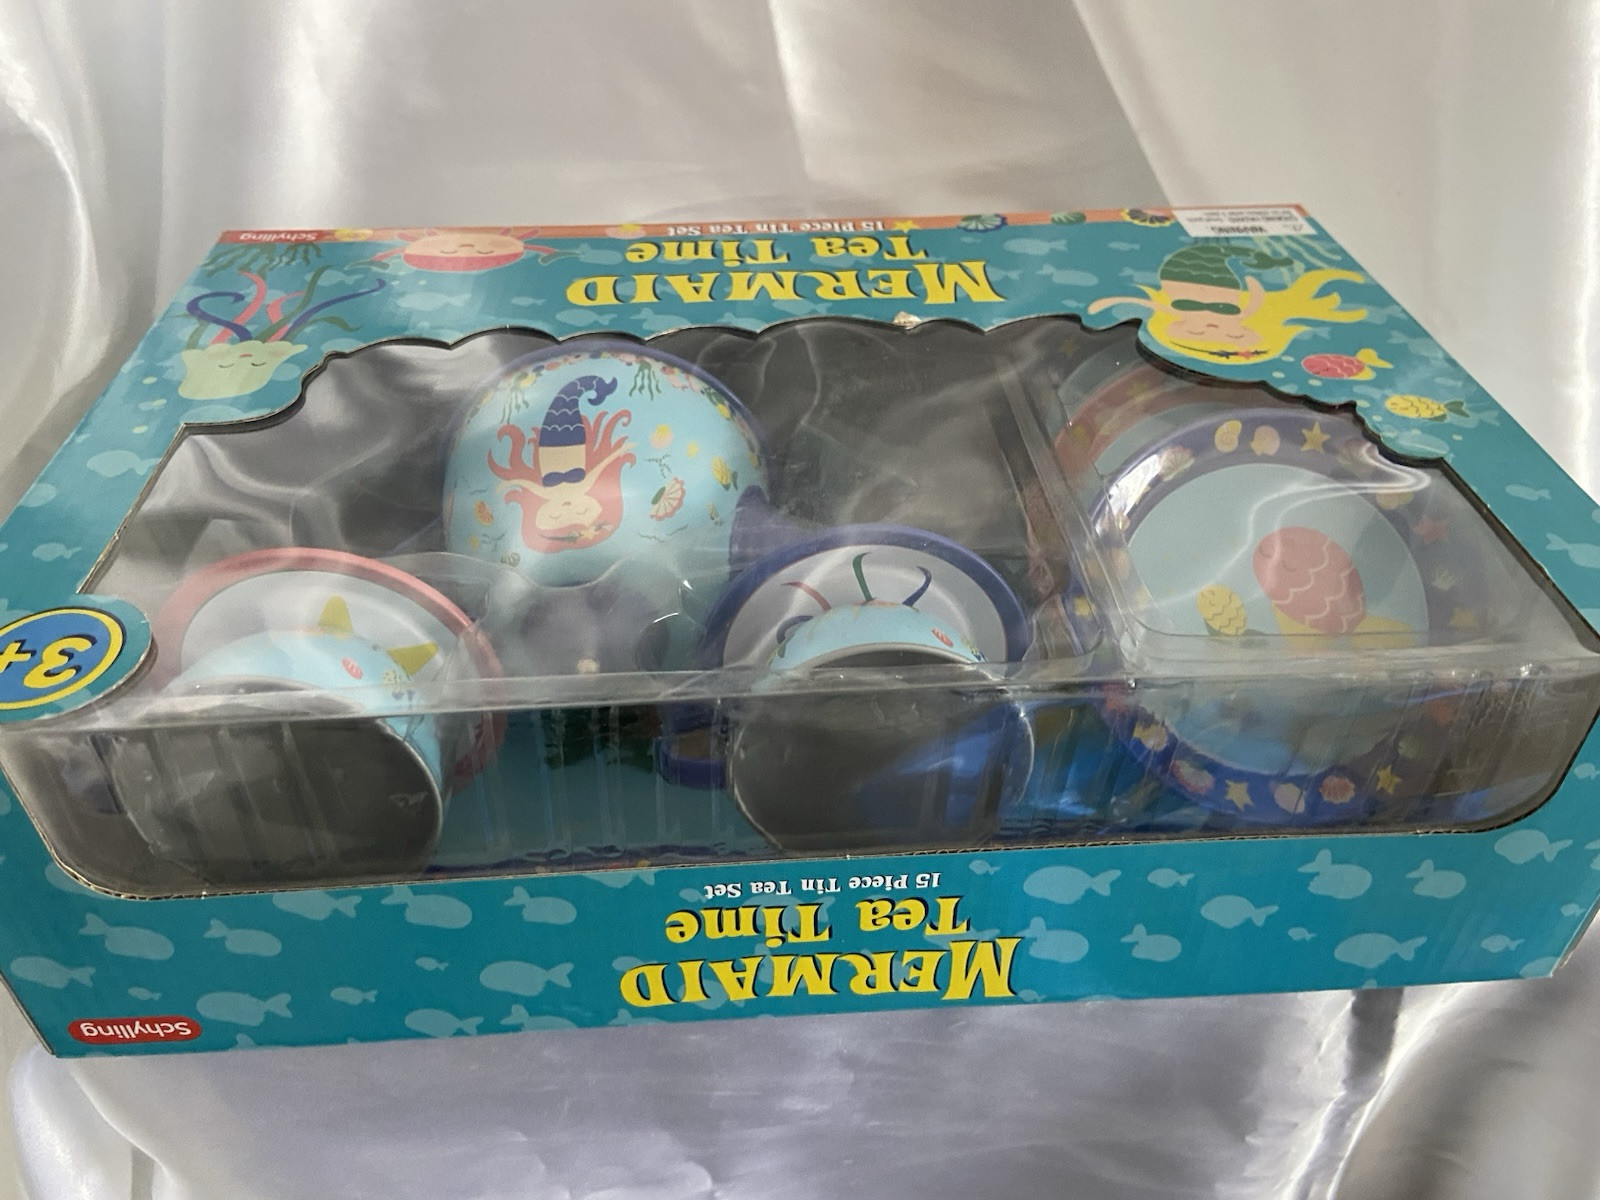 Schylling
MERMAID
Tea Time
15 Piece Tin Tea Set
3+
MERMAID
Tea Time
15 Piece Tin Tea Set
Schylling
WARNING: